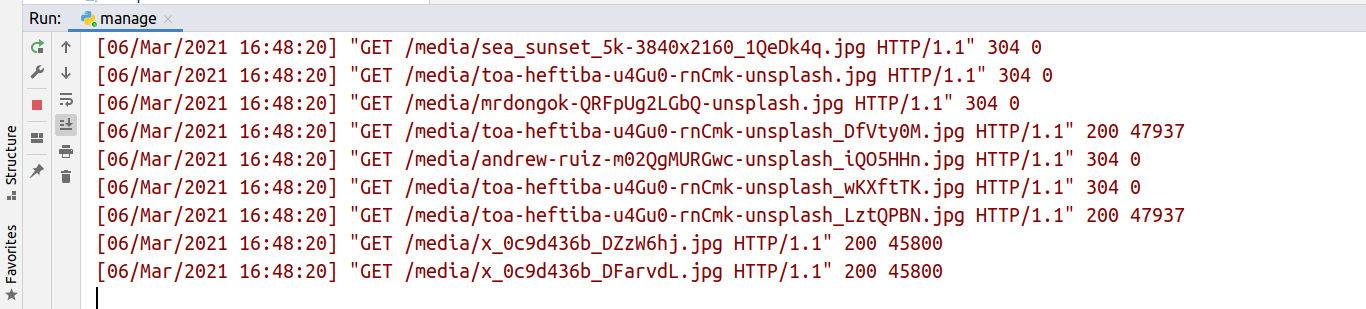 Run: manage
[06/Mar/2021 16:48:20] "GET /media/sea_sunset_5k-3840x2160_1QeDk4q.jpg HTTP/1.1" 304 0
[06/Mar/2021 16:48:20] "GET /media/toa-heftiba-u4Gu0-rnCmk-unsplash.jpg HTTP/1.1" 304 0
[06/Mar/2021 16:48:20] "GET /media/mrdongok-QRFpUg2LGbQ-unsplash.jpg HTTP/1.1" 304 0
[06/Mar/2021 16:48:20] "GET /media/toa-heftiba-u4Gu0-rnCmk-unsplash_DfVty0M.jpg HTTP/1.1" 200 47937
[06/Mar/2021 16:48:20] "GET /media/andrew-ruiz-m02QgMURGwc-unsplash_iQO5HHn.jpg HTTP/1.1" 304 0
[06/Mar/2021 16:48:20] "GET /media/toa-heftiba-u4Gu0-rnCmk-unsplash_wKXftTK.jpg HTTP/1.1" 304 0
[06/Mar/2021 16:48:20] "GET /media/toa-heftiba-u4Gu0-rnCmk-unsplash_LztQPBN.jpg HTTP/1.1" 200 47937
[06/Mar/2021 16:48:20] "GET /media/x_0c9d436b_DZzW6hj.jpg HTTP/1.1" 200 45800
[06/Mar/2021 16:48:20] "GET /media/x_0c9d436b_DFarvdL.jpg HTTP/1.1" 200 45800
Structure
Favorites